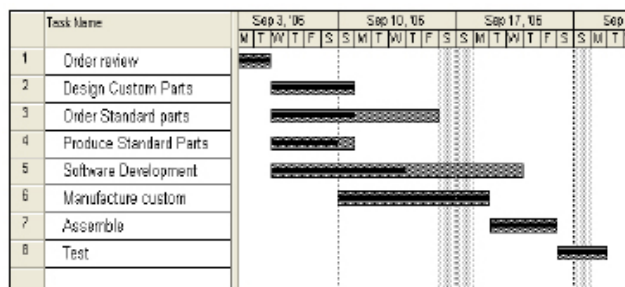 Task Name
Sep 3, '06 Sep 10, '06 Sep 17, '06 Sep
M T W T F S S M T W T F S S M T W T F S S M T
1 Order review
2 Design Custom Parts
3 Order Standard parts
4 Produce Standard Parts
5 Software Development
6 Manufacture custom
7 Assemble
8 Test